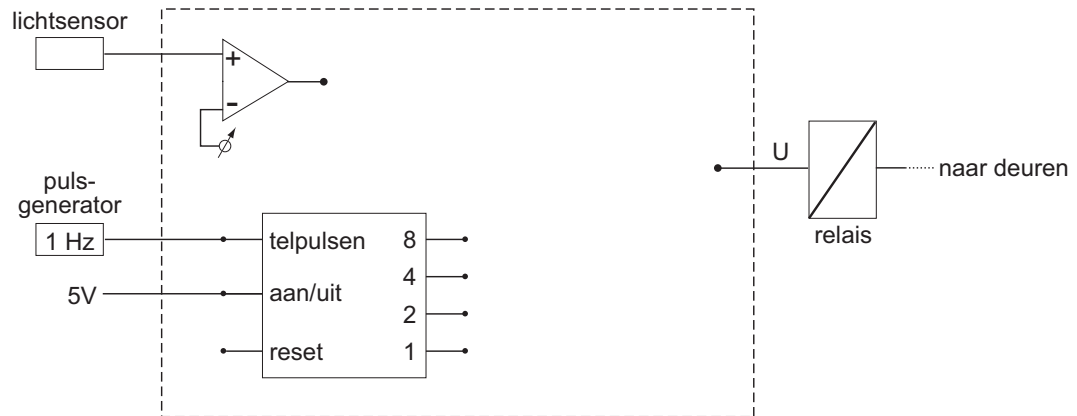 lichtsensor
+
-
U
naar deuren
relais
puls-
generator
1 Hz
telpulsen
8
5V
aan/uit
4
2
reset
1